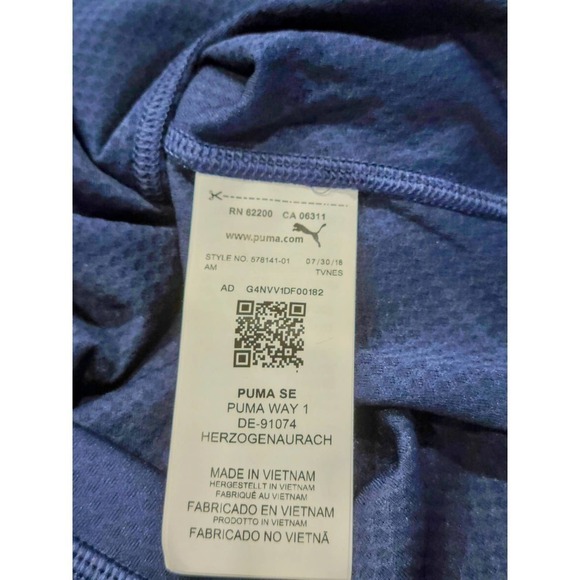 RN 62200 CA 06311
www.puma.com
STYLE NO. 578141-01 07/30/18
AM TVNES
AD G4NVV1DF00182
PUMA SE
PUMA WAY 1
DE-91074
HERZOGENAURACH
MADE IN VIETNAM
HERGESTELLT IN VIETNAM
FABRIQUÉ AU VIETNAM
FABRICADO EN VIETNAM
PRODOTTO IN VIETNAM
FABRICADO NO VIETNÃ